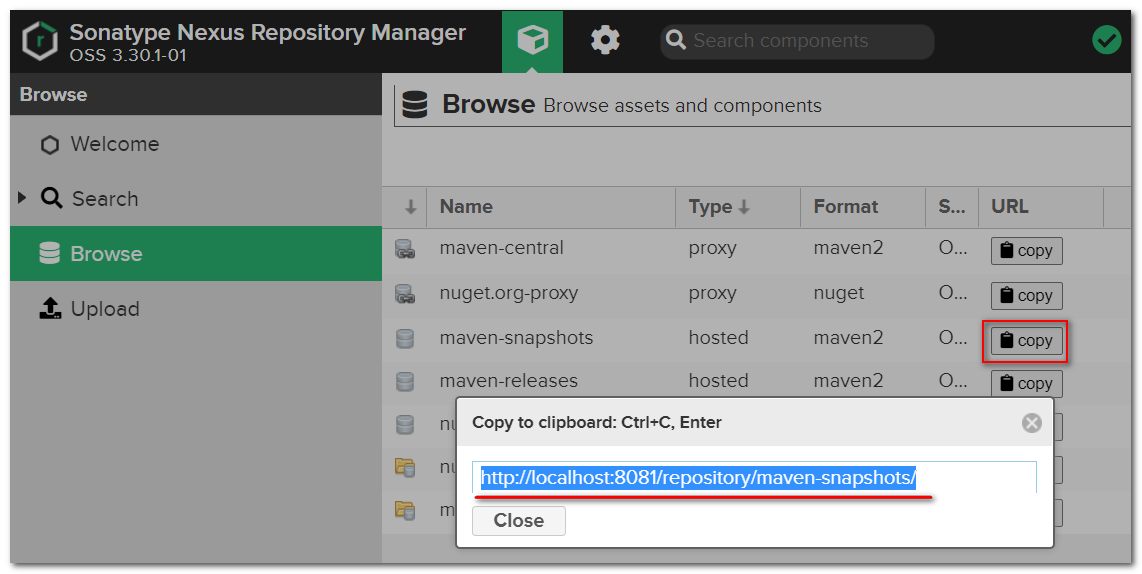 Sonatype Nexus Repository Manager
OSS 3.30.1-01
Search components
Browse
Welcome
Search
Browse
Upload
Browse Browse assets and components
Name Type Format S... URL
maven-central proxy maven2 O... copy
nuget.org-proxy proxy nuget O... copy
maven-snapshots hosted maven2 O... copy
maven-releases hosted maven2 O... copy
Copy to clipboard: Ctrl+C, Enter
http://localhost:8081/repository/maven-snapshots/
Close